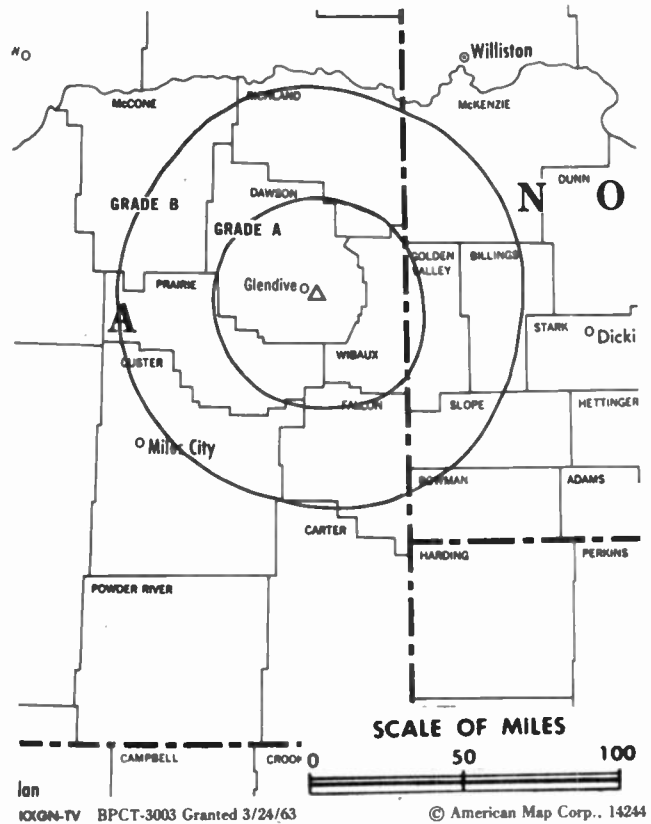 Williston
McCONE
RICHLAND
McKENZIE
DUNN
N O
GRADE B
DAWSON
GRADE A
GOLDEN VALLEY
BILLINGS
PRAIRIE
Glendive
A
STARK
Dicki
WIBAUX
CUSTER
FALLON
SLOPE
HETTINGER
Miles City
BOWMAN
ADAMS
CARTER
HARDING
PERKINS
POWDER RIVER
SCALE OF MILES
CAMPBELL
CROOK
0 50 100
lan
KXGN-TV BPCT-3003 Granted 3/24/63
© American Map Corp., 14244